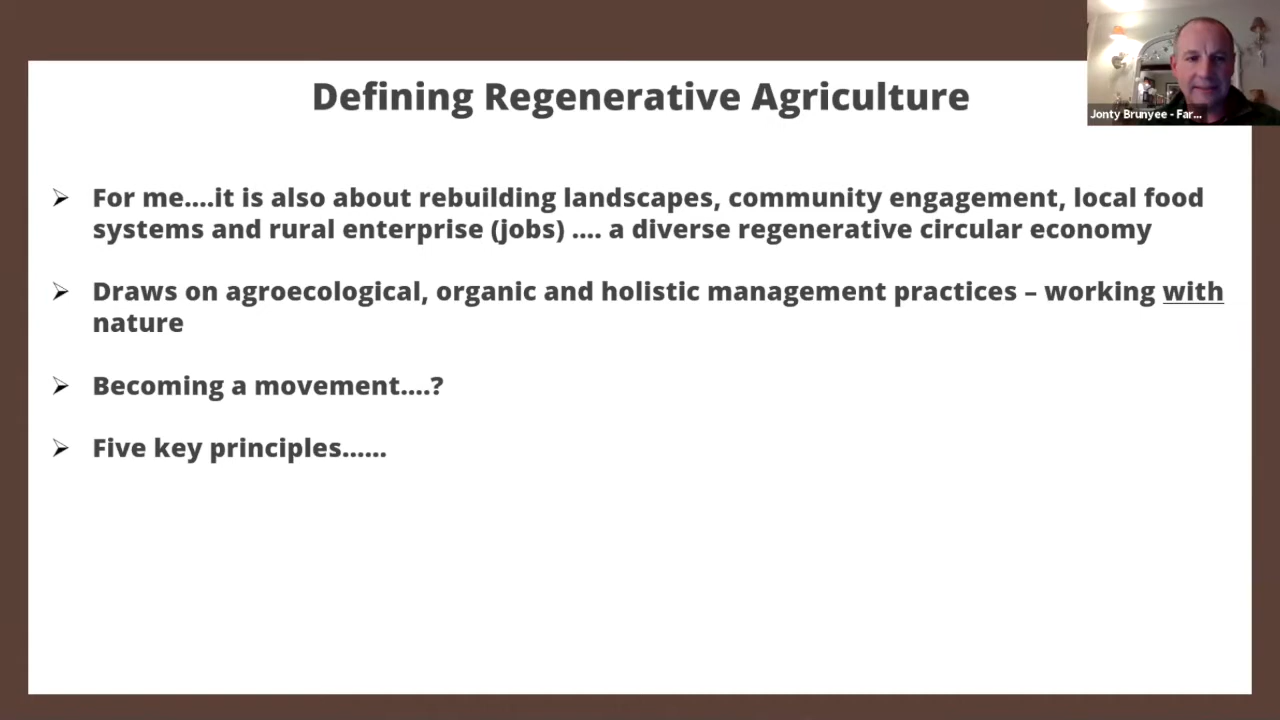 Defining Regenerative Agriculture
Jonty Brunyee - Far...
➢ For me....it is also about rebuilding landscapes, community engagement, local food
systems and rural enterprise (jobs) .... a diverse regenerative circular economy
➢ Draws on agroecological, organic and holistic management practices – working with
nature
➢ Becoming a movement....?
➢ Five key principles......